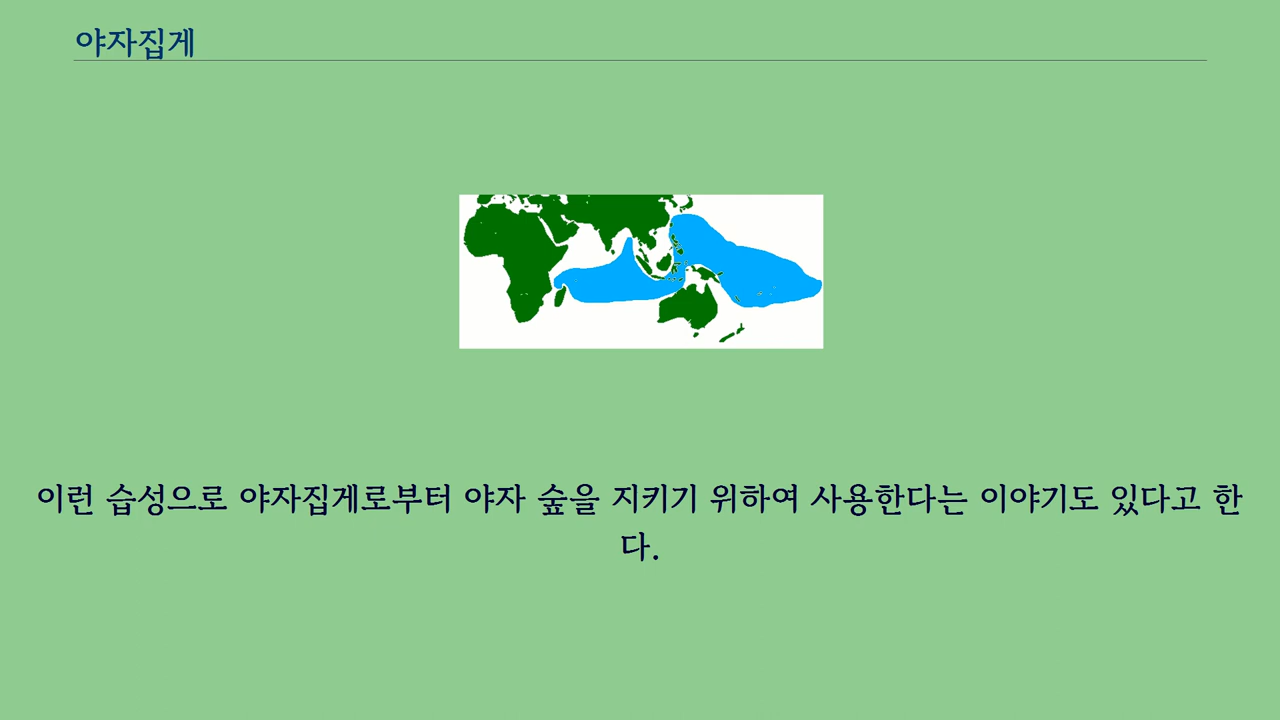 야자집게
이런 습성으로 야자집게로부터 야자 숲을 지키기 위하여 사용한다는 이야기도 있다고 한
다.